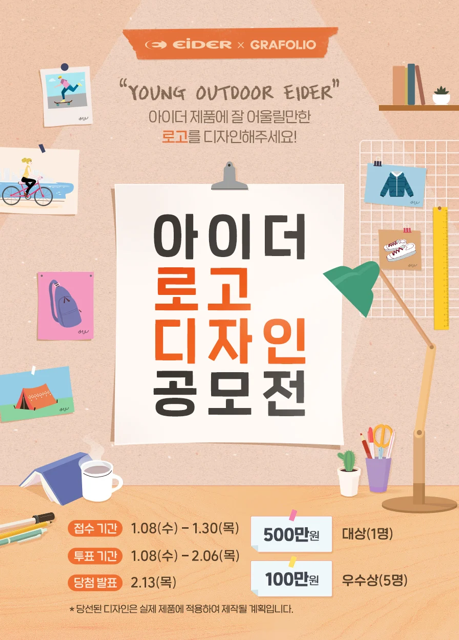 EIDER × GRAFOLIO
“YOUNG OUTDOOR EIDER”
아이더 제품에 잘 어울릴만한
로고를 디자인해주세요!
아이더
로고
디자인
공모전
접수 기간 1.08(수) – 1.30(목)
투표 기간 1.08(수) – 2.06(목)
당첨 발표 2.13(목)
500만원 대상(1명)
100만원 우수상(5명)
* 당선된 디자인은 실제 제품에 적용하여 제작될 계획입니다.